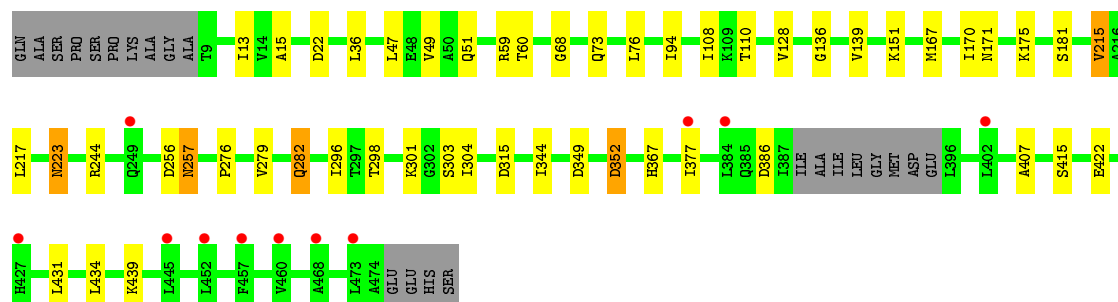 GLN ALA SER PRO SER PRO LYS ALA GLY ALA T9 I13 V14 A15 D22 L36 L47 E48 V49 A50 Q51 R59 T60 G68 Q73 L76 I94 I108 K109 T110 V128 G136 V139 K151 M167 I170 N171 K175 S181 V215 A216
L217 N223 R244 Q249 D256 N257 P276 V279 Q282 I296 T297 T298 K301 G302 S303 I304 D315 I344 D349 D352 H367 I377 L384 Q385 D386 I387 ILE ALA ILE LEU GLY MET ASP GLU L396 L402 A407 S415 E422
H427 L431 L434 K439 L445 L452 F457 V460 A468 L473 A474 GLU GLU HIS SER